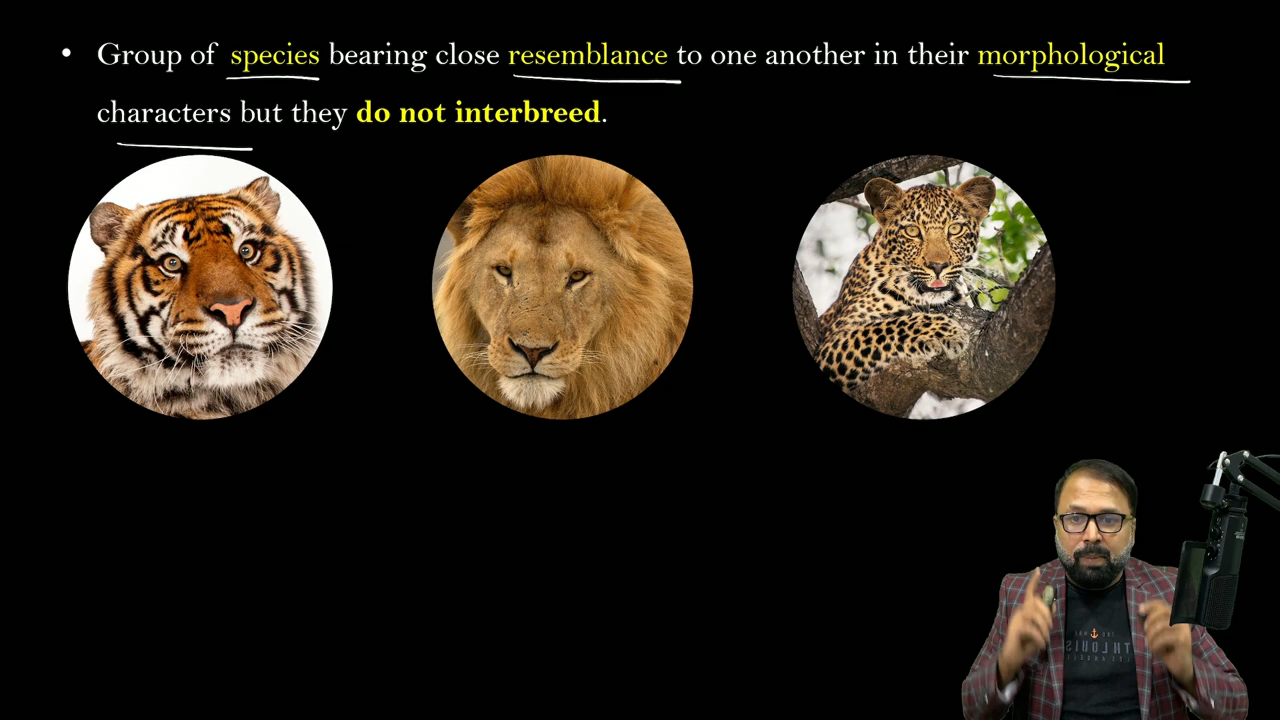 • Group of species bearing close resemblance to one another in their morphological
characters but they do not interbreed.